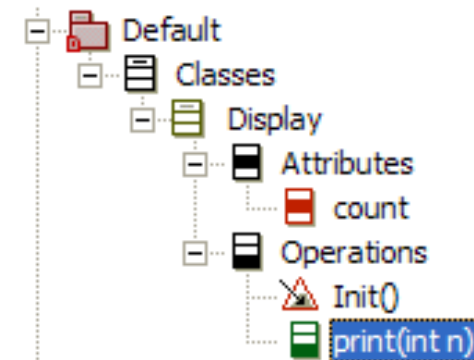 Default
Classes
Display
Attributes
count
Operations
Init()
print(int n)